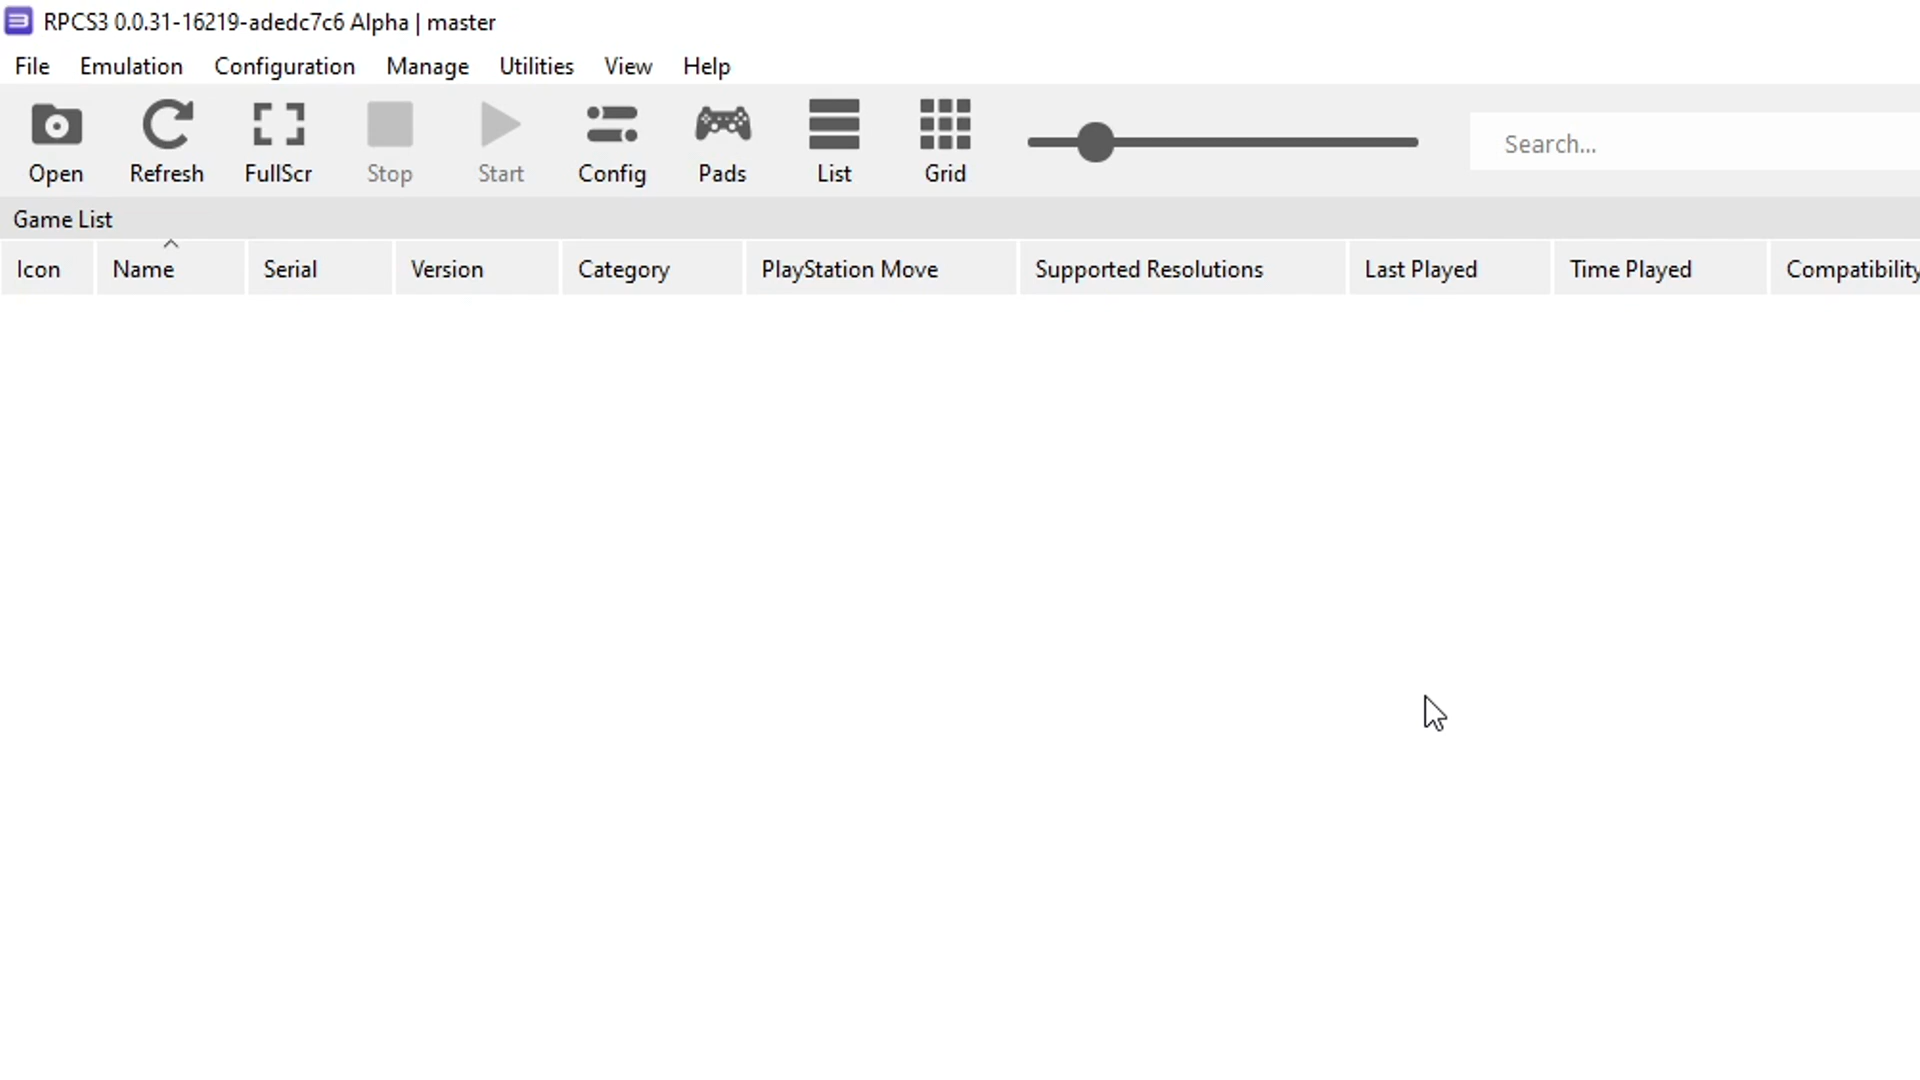 RPCS3 0.0.31-16219-adedc7c6 Alpha | master
File Emulation Configuration Manage Utilities View Help
Open Refresh FullScr Stop Start Config Pads List Grid Search...
Game List
Icon Name Serial Version Category PlayStation Move Supported Resolutions Last Played Time Played Compatibility